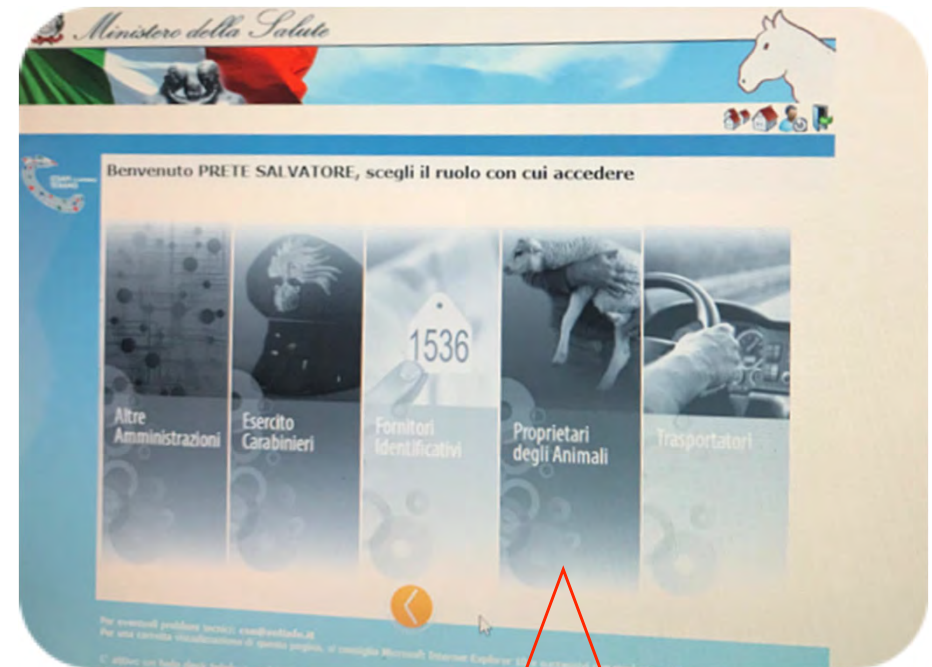 Ministero della Salute
Benvenuto PRETE SALVATORE, scegli il ruolo con cui accedere
1536
Altre
Amministrazioni
Esercito
Carabinieri
Fornitori
Identificativi
Proprietari
degli Animali
Trasportatori
Per eventuali problemi tecnici:
Per una corretta visualizzazione di questa pagina, si consiglia Microsoft Internet Explorer